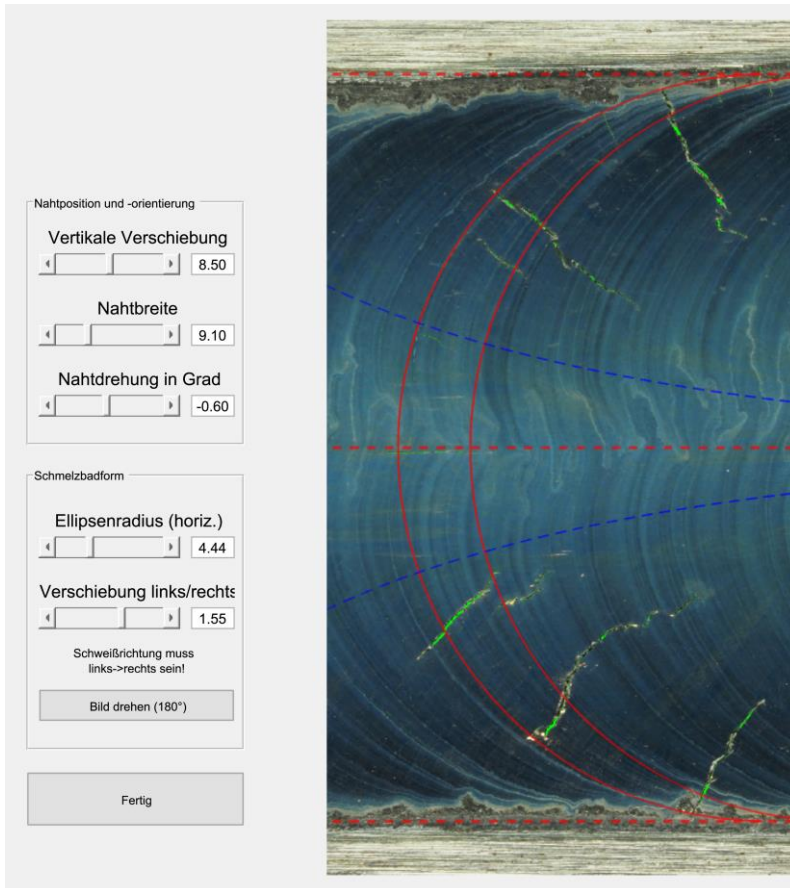 Nahtposition und -orientierung
Vertikale Verschiebung
8.50
Nahtbreite
9.10
Nahtdrehung in Grad
-0.60
Schmelzbadform
Ellipsenradius (horiz.)
4.44
Verschiebung links/rechts
1.55
Schweißrichtung muss
links->rechts sein!
Bild drehen (180°)
Fertig